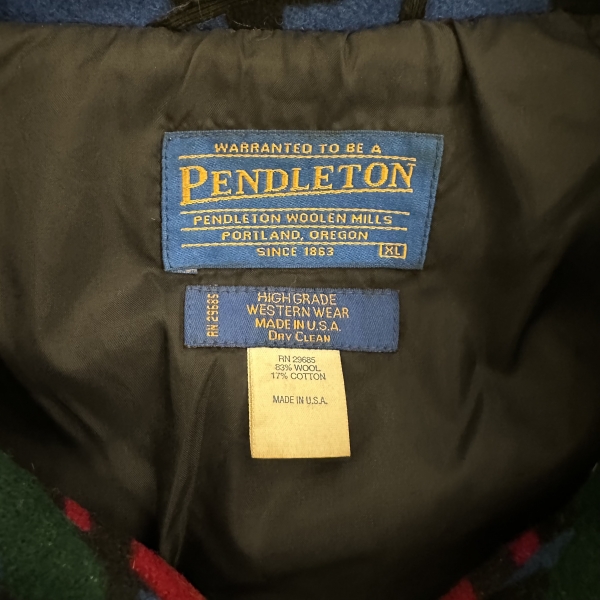 WARRANTED TO BE A
PENDLETON
PENDLETON WOOLEN MILLS
PORTLAND, OREGON
SINCE 1863
XL
RN 29685
HIGH GRADE
WESTERN WEAR
MADE IN U.S.A.
DRY CLEAN
RN 29685
83% WOOL
17% COTTON
MADE IN U.S.A.